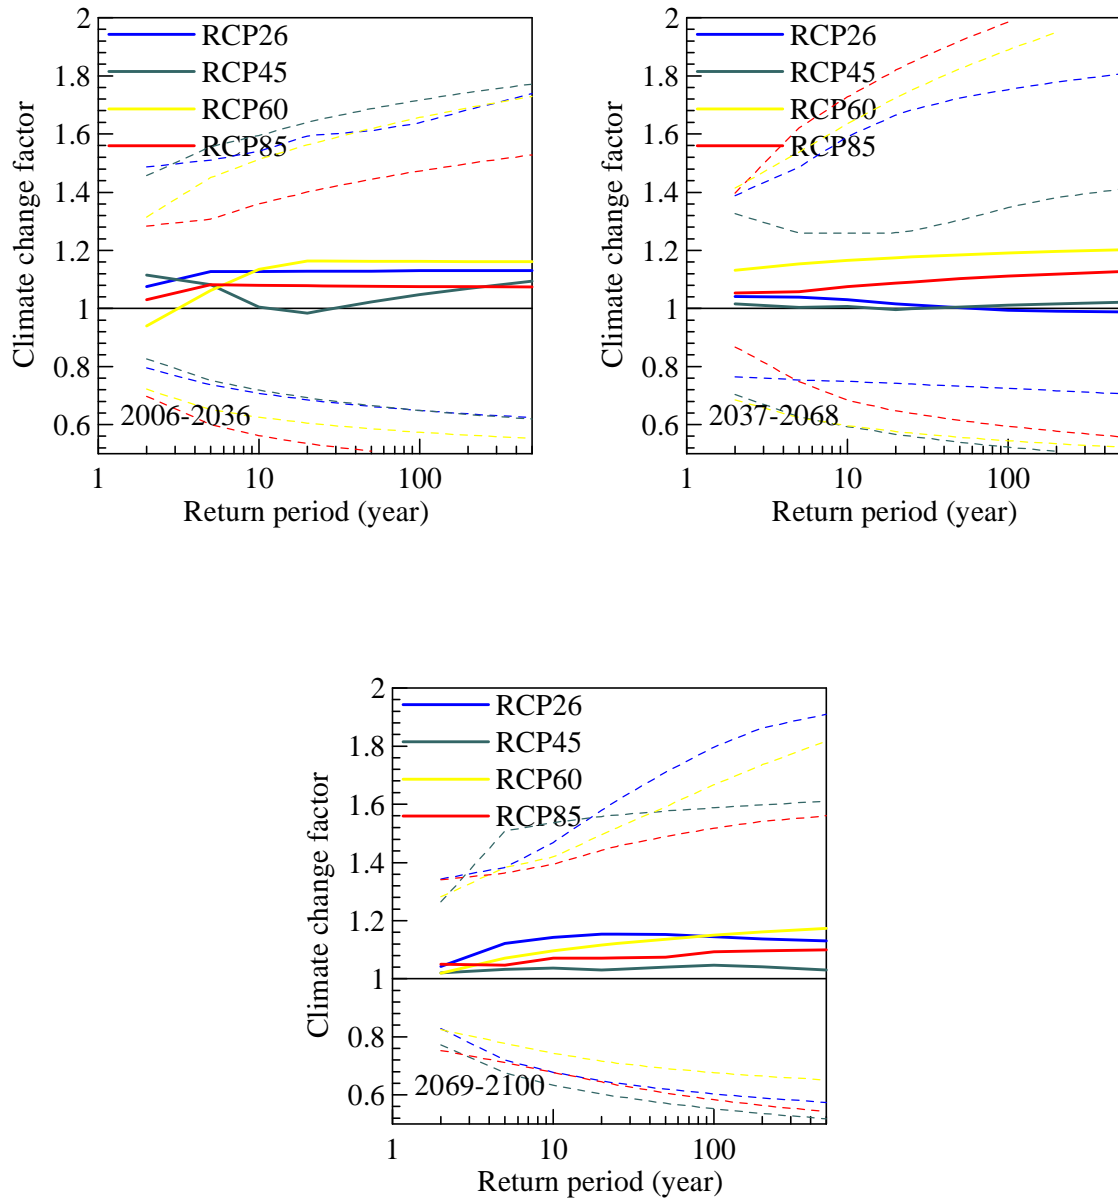 2
1.8
1.6
1.4
1.2
1
0.8
0.6
Climate change factor
RCP26
RCP45
RCP60
RCP85
2006-2036
1 10 100
Return period (year)
2
1.8
1.6
1.4
1.2
1
0.8
0.6
Climate change factor
RCP26
RCP45
RCP60
RCP85
2037-2068
1 10 100
Return period (year)
2
1.8
1.6
1.4
1.2
1
0.8
0.6
Climate change factor
RCP26
RCP45
RCP60
RCP85
2069-2100
1 10 100
Return period (year)